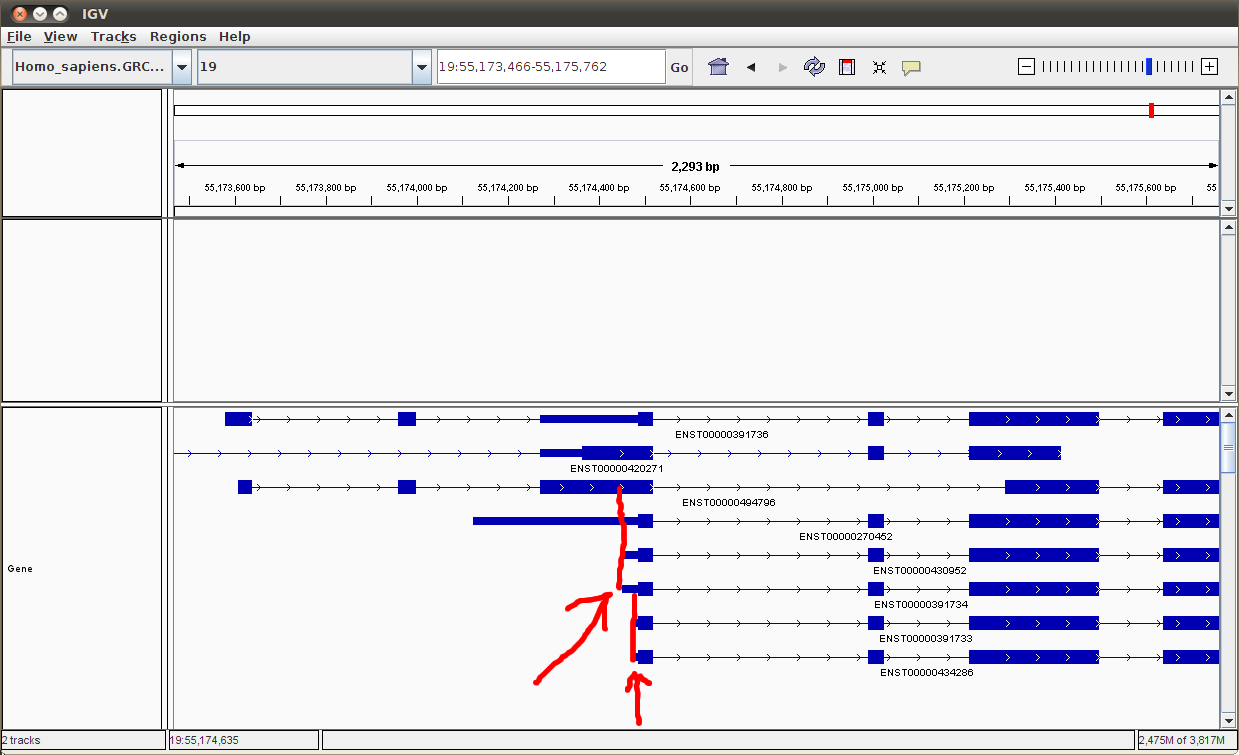 IGV
File View Tracks Regions Help
Homo_sapiens.GRC... 19 19:55,173,466-55,175,762 Go
2,293 bp
55,173,600 bp 55,173,800 bp 55,174,000 bp 55,174,200 bp 55,174,400 bp 55,174,600 bp 55,174,800 bp 55,175,000 bp 55,175,200 bp 55,175,400 bp 55,175,600 bp 55
ENST00000391736
ENST00000420271
ENST00000494796
ENST00000270452
Gene
ENST00000430952
ENST00000391734
ENST00000391733
ENST00000434286
2 tracks 19:55,174,635 2,475M of 3,817M